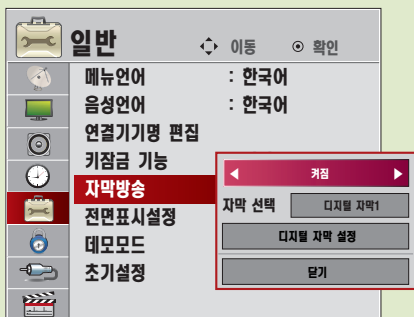 일반 이동 확인
메뉴언어 : 한국어
음성언어 : 한국어
연결기기명 편집
키잠금 기능
자막방송
전면표시설정
데모모드
초기설정
켜짐
자막 선택 디지털 자막1
디지털 자막 설정
닫기